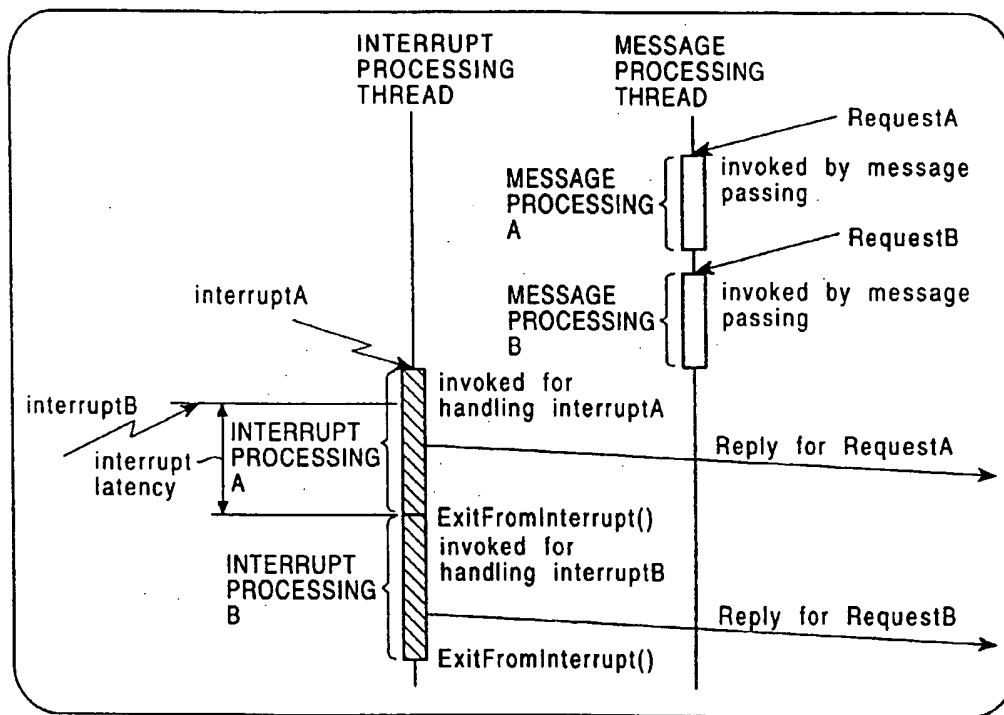 INTERRUPT
PROCESSING
THREAD
MESSAGE
PROCESSING
THREAD
RequestA
MESSAGE
PROCESSING
A
invoked by message
passing
RequestB
MESSAGE
PROCESSING
B
invoked by message
passing
interruptA
invoked for
handling interruptA
interruptB
INTERRUPT
PROCESSING
A
interrupt
latency
Reply for RequestA
ExitFromInterrupt()
invoked for
handling interruptB
INTERRUPT
PROCESSING
B
Reply for RequestB
ExitFromInterrupt()